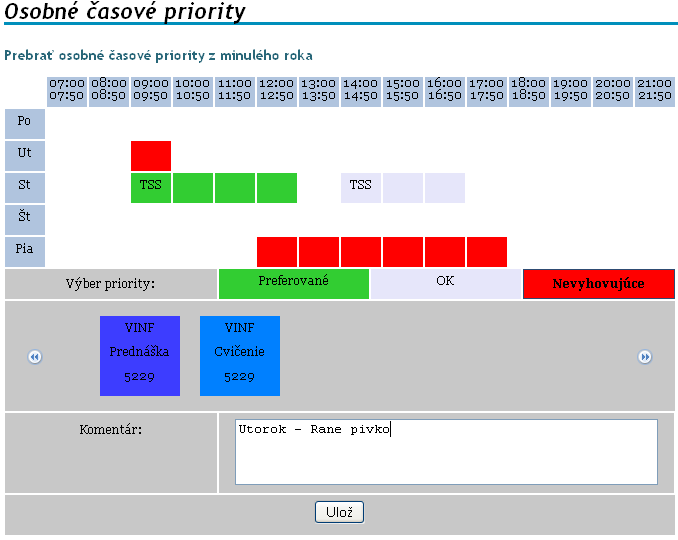 Osobné časové priority
Prebrať osobné časové priority z minulého roka
07:00 08:00 09:00 10:00 11:00 12:00 13:00 14:00 15:00 16:00 17:00 18:00 19:00 20:00 21:00
07:50 08:50 09:50 10:50 11:50 12:50 13:50 14:50 15:50 16:50 17:50 18:50 19:50 20:50 21:50
Po
Ut
St TSS TSS
Št
Pia
Výber priority: Preferované OK Nevyhovujúce
VINF VINF
Prednáška Cvičenie
5229 5229
Komentár: Utorok - Rane pivko
Ulož